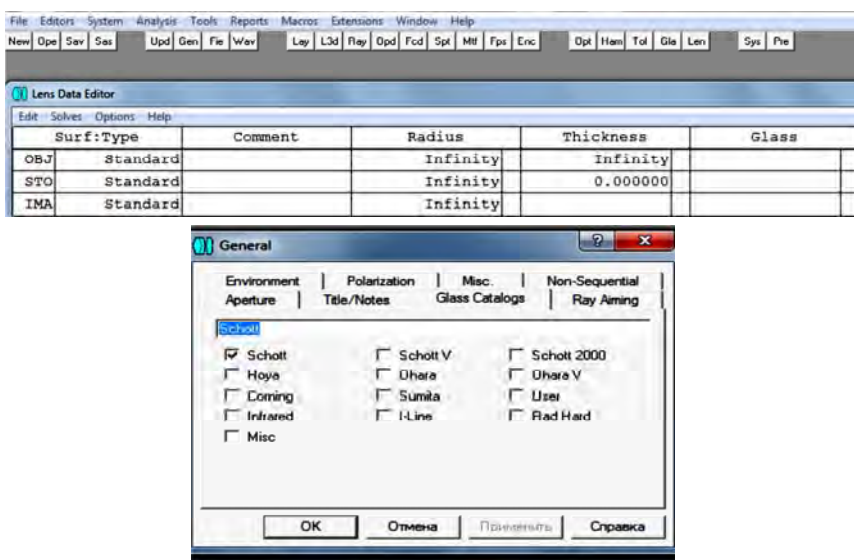 File Editors System Analysis Tools Reports Macros Extensions Window Help
New Ope Sav Sas Upd Gen Fie Wav Lay L3d Ray Opd Fcd Spt Mtf Fps Enc Opt Ham Tol Gla Len Sys Pre
Lens Data Editor
Edit Solves Options Help
Surf:Type Comment Radius Thickness Glass
OBJ Standard Infinity Infinity
STO Standard Infinity 0.000000
IMA Standard Infinity
General
Environment Polarization Misc. Non-Sequential
Aperture Title/Notes Glass Catalogs Ray Aiming
Schott
Schott Schott V Schott 2000
Hoya Ohara Ohara V
Corning Sumita User
Infrared I-Line Rad Hard
Misc
OK Отмена Применить Справка